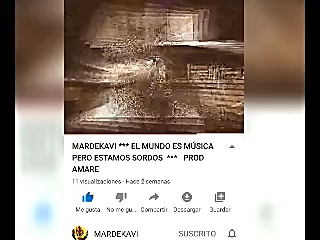 MARDEKAVI *** EL MUNDO ES MÚSICA
PERO ESTAMOS SORDOS *** PROD
AMARE
11 visualizaciones · Hace 2 semanas
Me gusta No me gu... Compartir Descargar Guardar
MARDEKAVI SUSCRITO